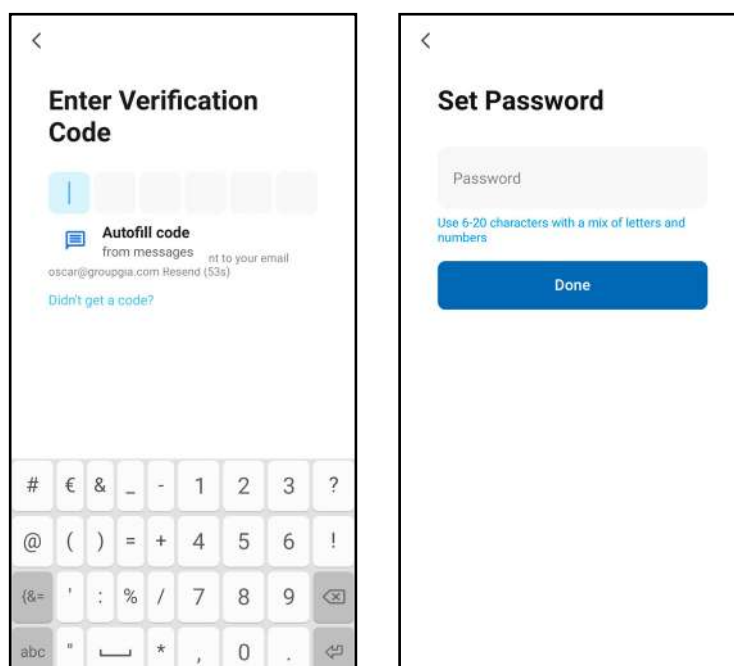 Enter Verification
Code
Autofill code
from messages
nt to your email
oscar@groupgia.com Resend (53s)
Didn't get a code?
# € & _ - 1 2 3 ?
@ ( ) = + 4 5 6 !
{&= ' : % / 7 8 9
abc " * , 0 .
Set Password
Password
Use 6-20 characters with a mix of letters and
numbers
Done